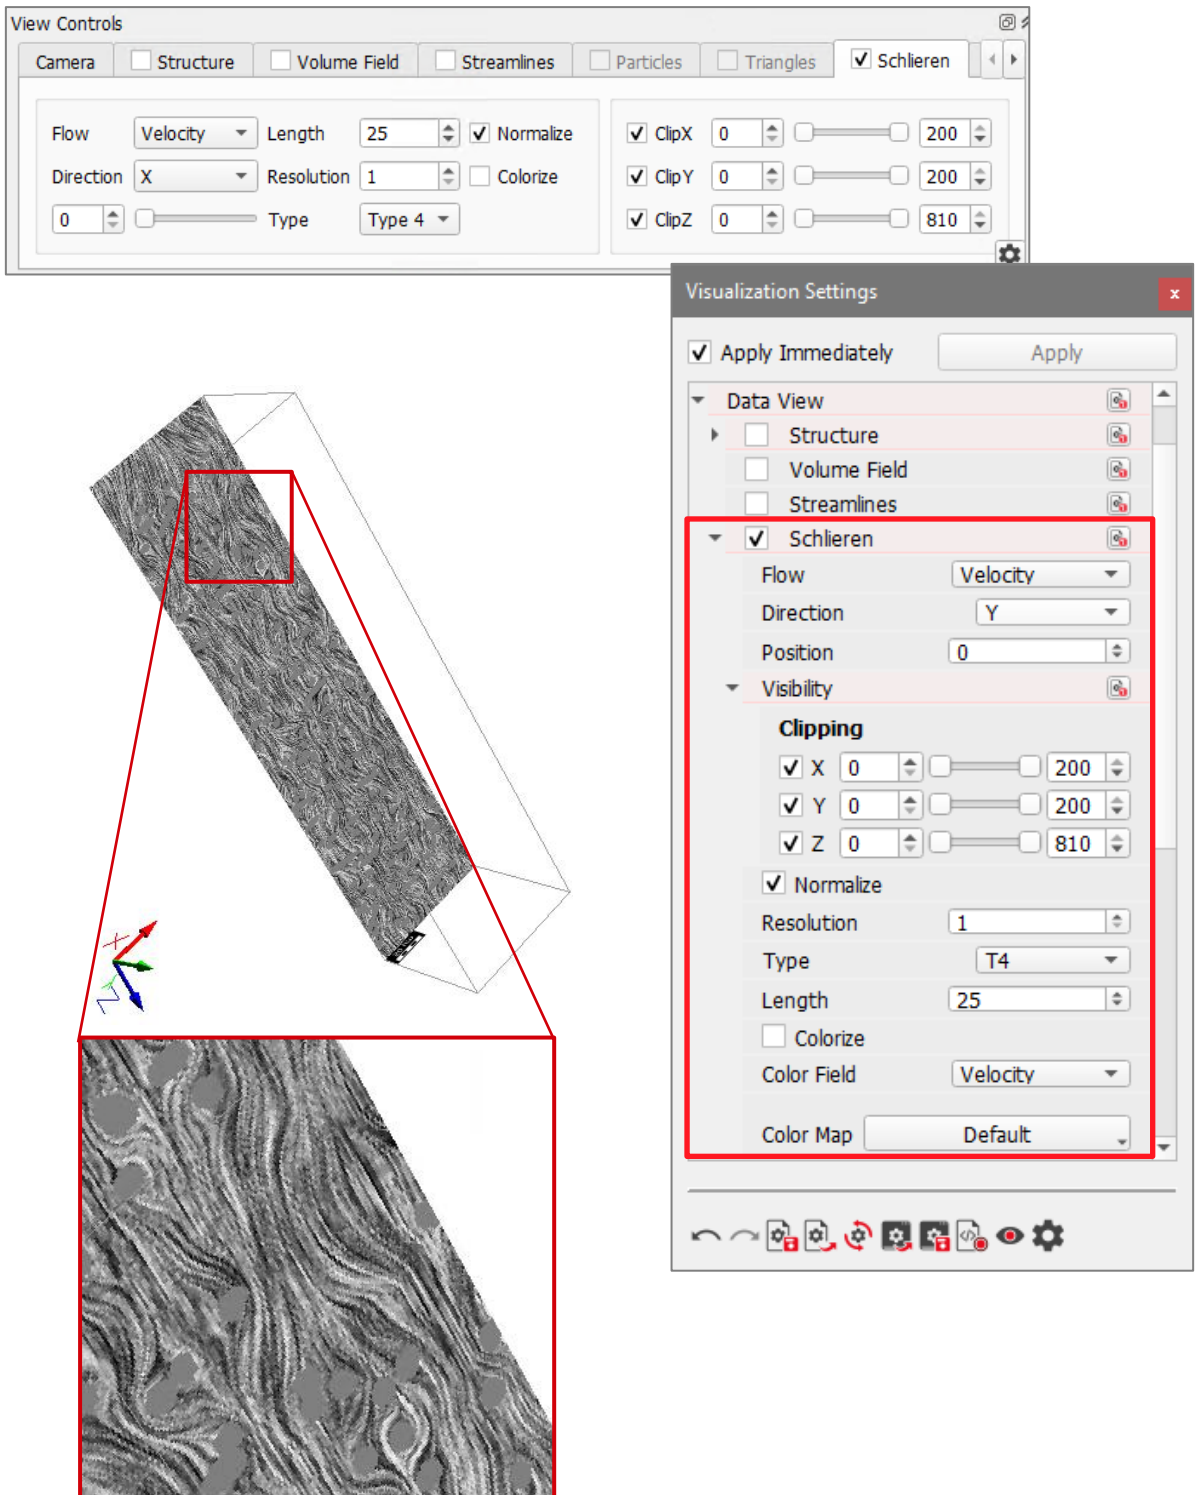 View Controls
Camera Structure Volume Field Streamlines Particles Triangles Schlieren
Flow Velocity Length 25 Normalize ClipX 0 200
Direction X Resolution 1 Colorize ClipY 0 200
0 Type Type 4 ClipZ 0 810
Visualization Settings x
Apply Immediately Apply
Data View
Structure
Volume Field
Streamlines
Schlieren
Flow Velocity
Direction Y
Position 0
Visibility
Clipping
X 0 200
Y 0 200
Z 0 810
Normalize
Resolution 1
Type T4
Length 25
Colorize
Color Field Velocity
Color Map Default
X
Y
Z